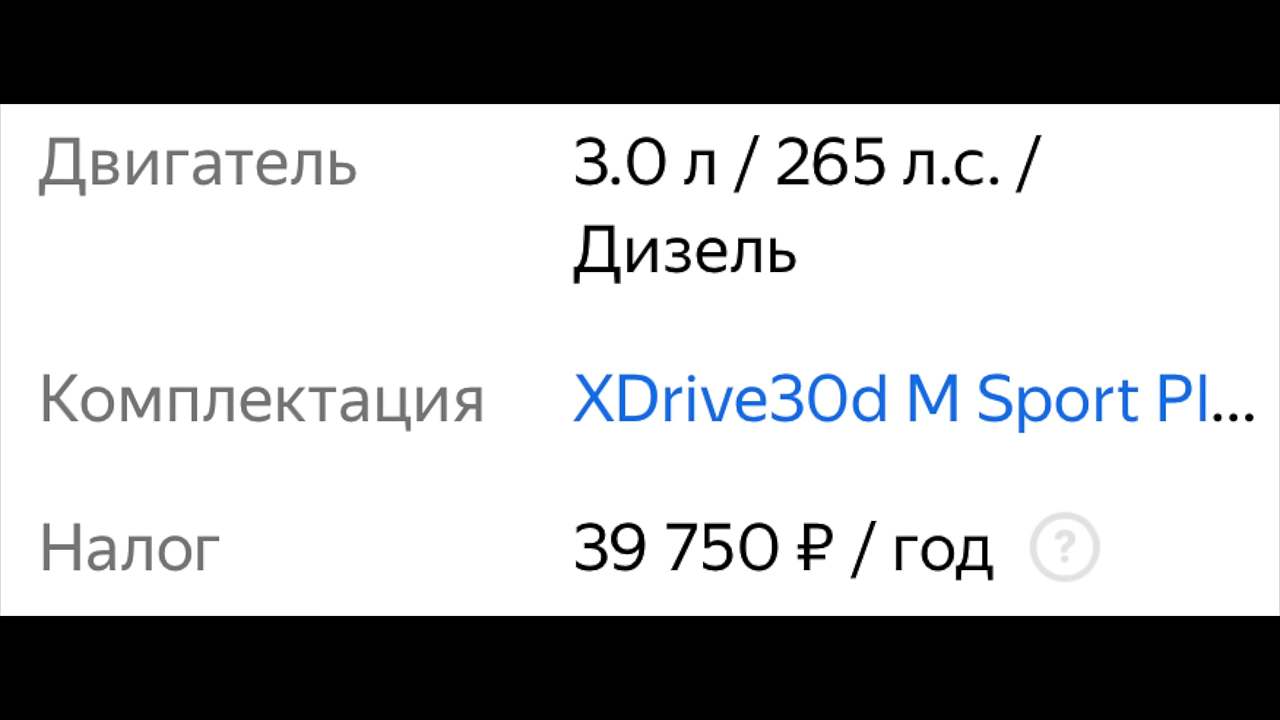 Двигатель 3.0 л / 265 л.с. /
Дизель
Комплектация XDrive30d M Sport Pl...
Налог 39 750 ₽ / год ?